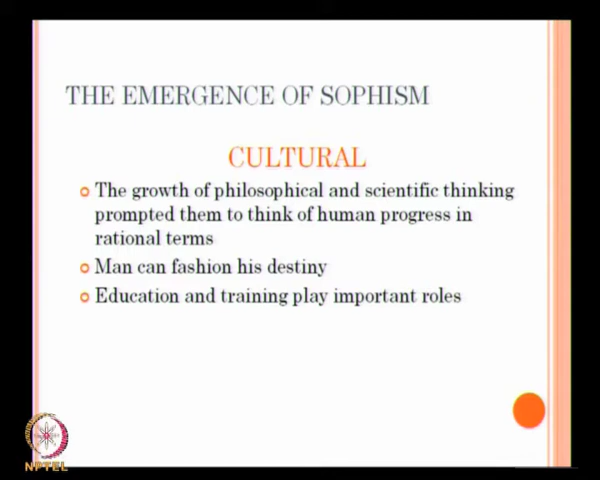 THE EMERGENCE OF SOPHISM
CULTURAL
The growth of philosophical and scientific thinking
prompted them to think of human progress in
rational terms
Man can fashion his destiny
Education and training play important roles
NPTEL